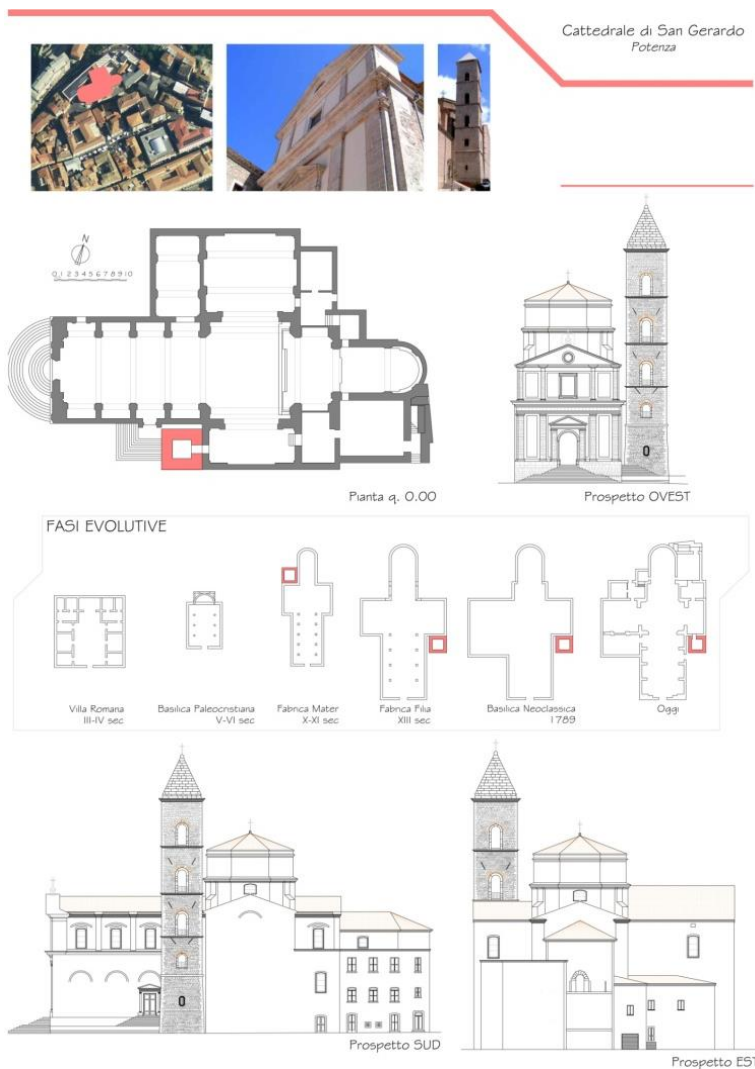 Cattedrale di San Gerardo
Potenza
N
0 1 2 3 4 5 6 7 8 9 10
Pianta q. 0.00
Prospetto OVEST
FASI EVOLUTIVE
Villa Romana
III-IV sec
Basilica Paleocristiana
V-VI sec
Fabrica Mater
X-XI sec
Fabrica Filia
XIII sec
Basilica Neoclassica
1789
Oggi
Prospetto SUD
Prospetto EST